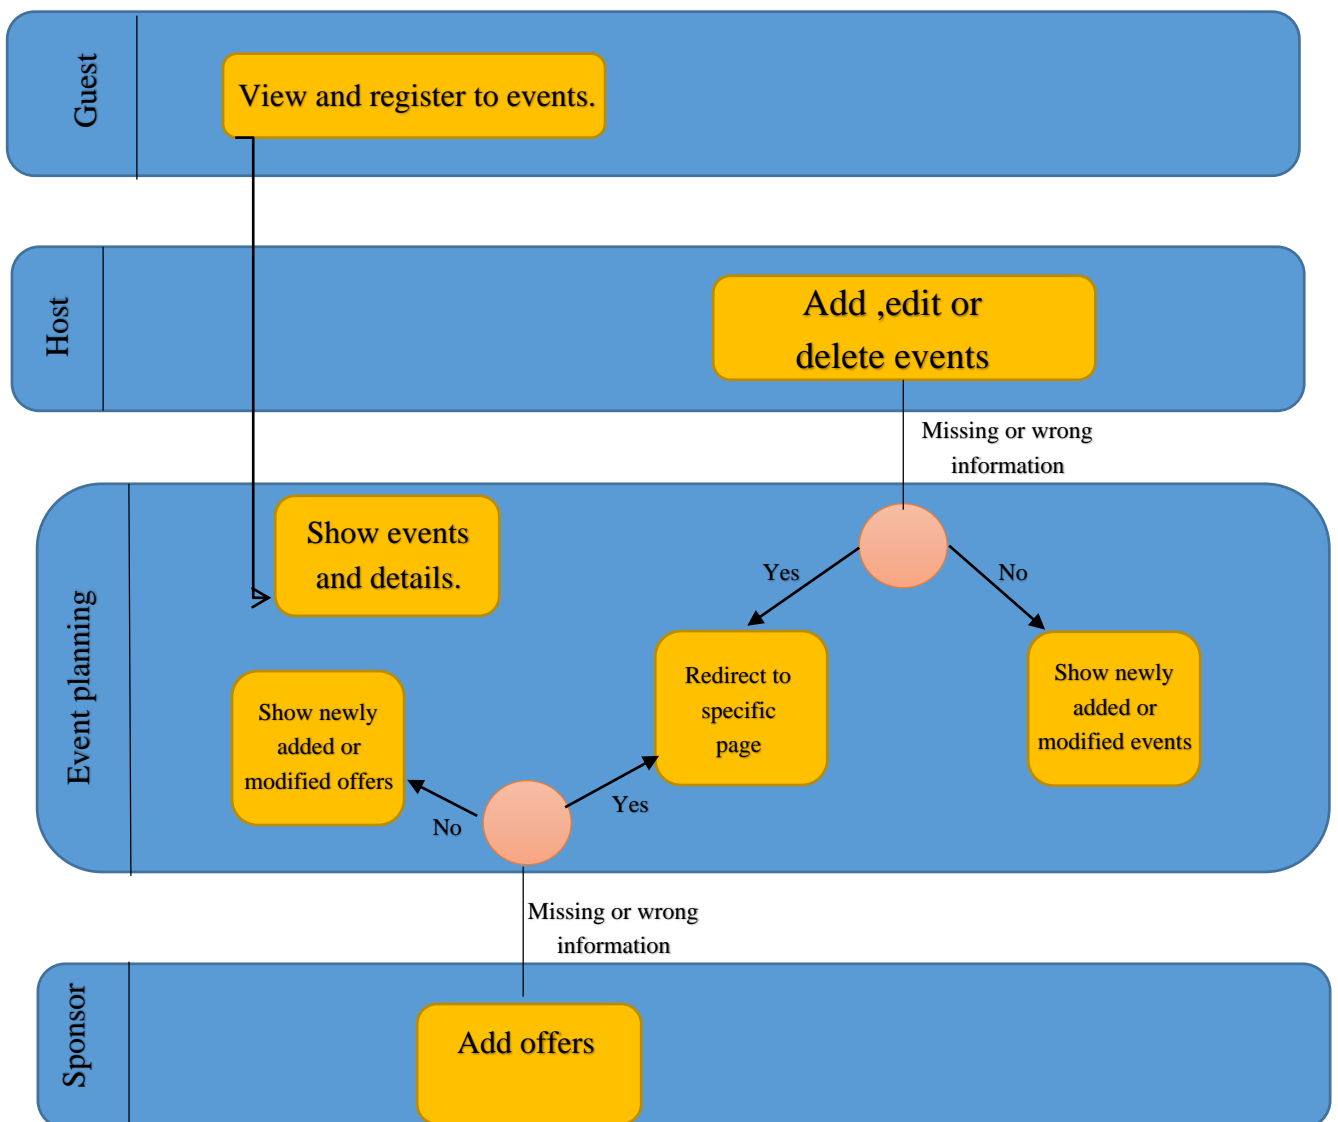 Guest
View and register to events.
Host
Add ,edit or
delete events
Missing or wrong
information
Event planning
Show events
and details.
Yes
No
Redirect to
specific
page
Show newly
added or
modified events
Show newly
added or
modified offers
No
Yes
Missing or wrong
information
Sponsor
Add offers